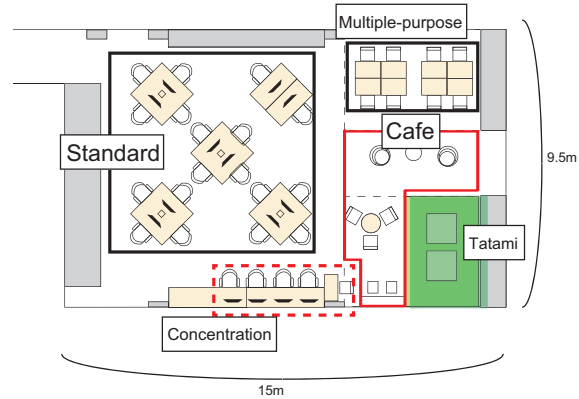 Multiple-purpose
Cafe
Standard
9.5m
Tatami
Concentration
15m